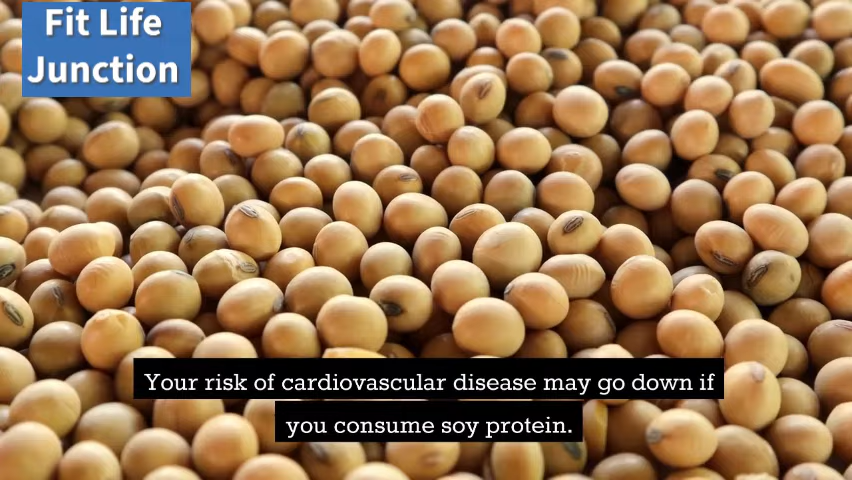 Fit Life
Junction
Your risk of cardiovascular disease may go down if
you consume soy protein.